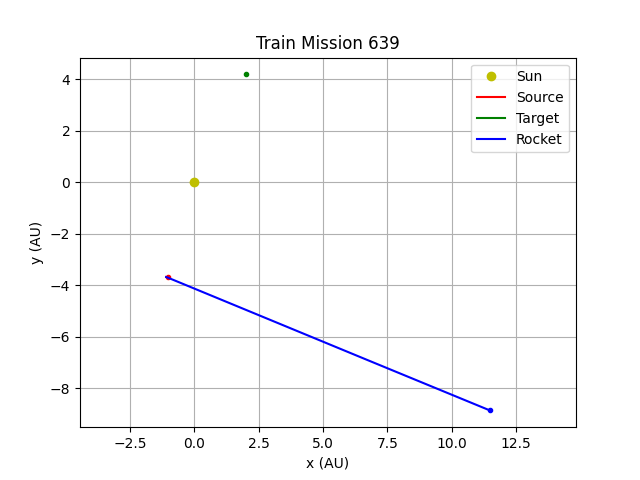 Train Mission 639
Sun
Source
Target
Rocket
4
2
0
−2
−4
−6
−8
y (AU)
−2.5 0.0 2.5 5.0 7.5 10.0 12.5
x (AU)